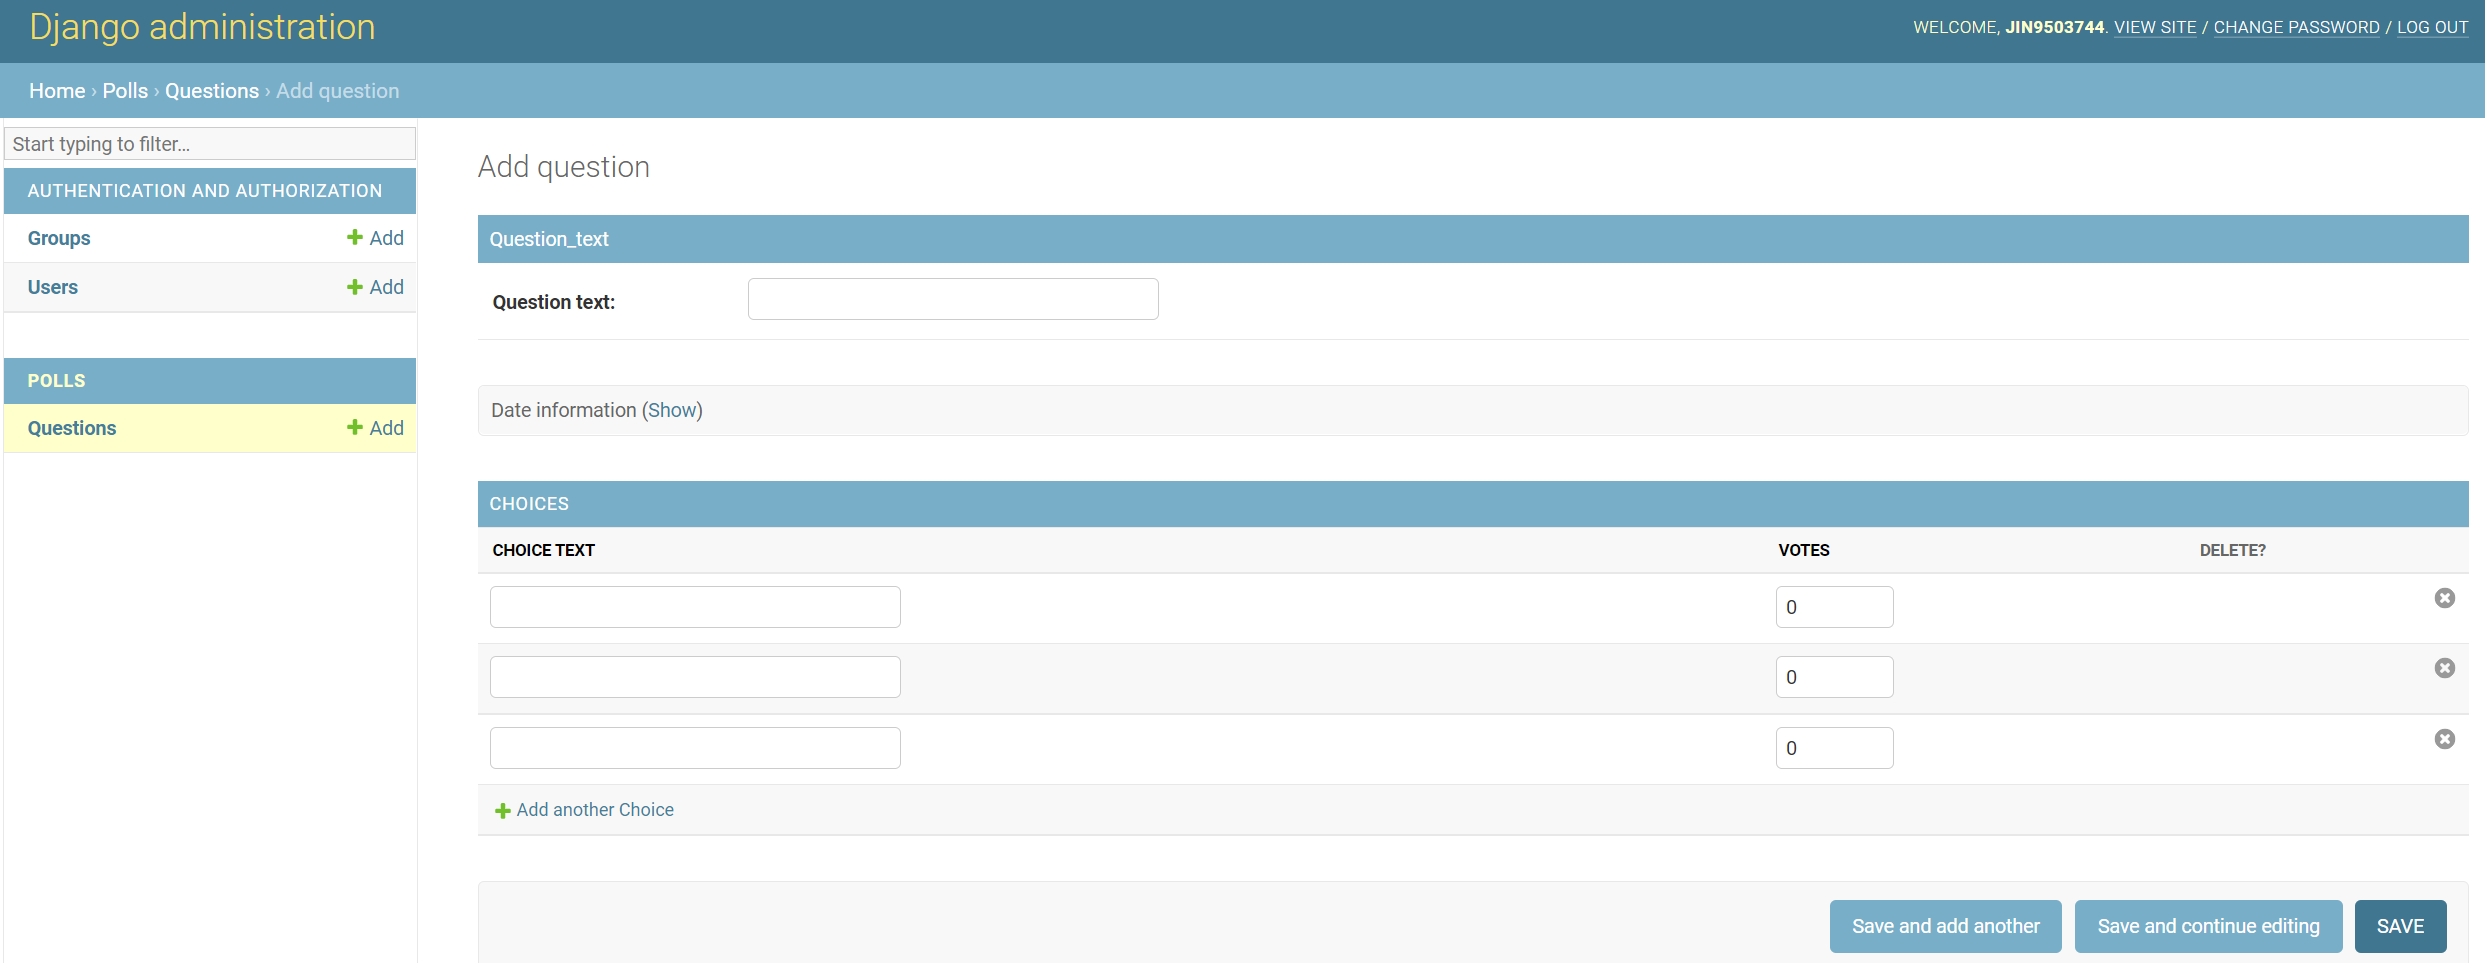 Django administration
WELCOME, JIN9503744. VIEW SITE / CHANGE PASSWORD / LOG OUT
Home › Polls › Questions › Add question
Start typing to filter...
AUTHENTICATION AND AUTHORIZATION
Groups Add
Users Add
POLLS
Questions Add
Add question
Question_text
Question text:
Date information (Show)
CHOICES
CHOICE TEXT VOTES DELETE?
0
0
0
Add another Choice
Save and add another Save and continue editing SAVE